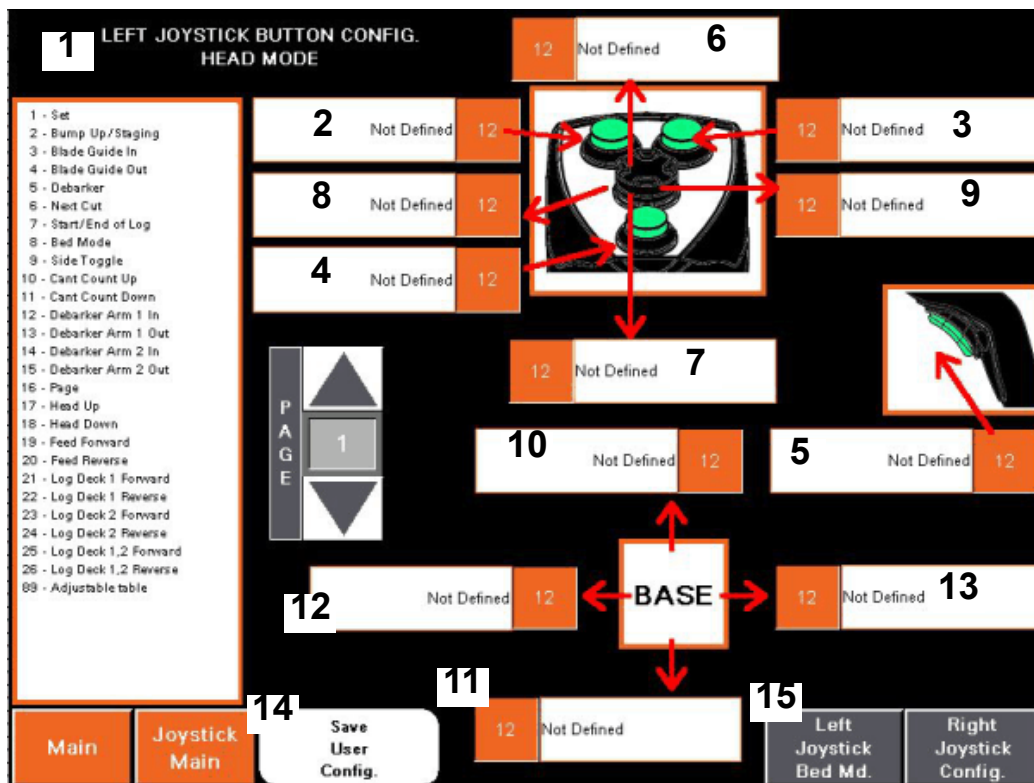 1 LEFT JOYSTICK BUTTON CONFIG.
HEAD MODE
12 Not Defined 6
1 - Set
2 - Bump Up/Staging
3 - Blade Guide In
4 - Blade Guide Out
5 - Debarker
6 - Next Cut
7 - Start/End of Log
8 - Bed Mode
9 - Side Toggle
10 - Cant Count Up
11 - Cant Count Down
12 - Debarker Arm 1 In
13 - Debarker Arm 1 Out
14 - Debarker Arm 2 In
15 - Debarker Arm 2 Out
16 - Page
17 - Head Up
18 - Head Down
19 - Feed Forward
20 - Feed Reverse
21 - Log Deck 1 Forward
22 - Log Deck 1 Reverse
23 - Log Deck 2 Forward
24 - Log Deck 2 Reverse
25 - Log Deck 1,2 Forward
26 - Log Deck 1,2 Reverse
89 - Adjustable table
2 Not Defined 12
12 Not Defined 3
8 Not Defined 12
12 Not Defined 9
4 Not Defined 12
12 Not Defined 7
PAGE
1
10 Not Defined 12
5 Not Defined 12
12 Not Defined 12
BASE
12 Not Defined 13
11
12 Not Defined
Main
Joystick
Main
14
Save
User
Config.
15
Left
Joystick
Bed Md.
Right
Joystick
Config.